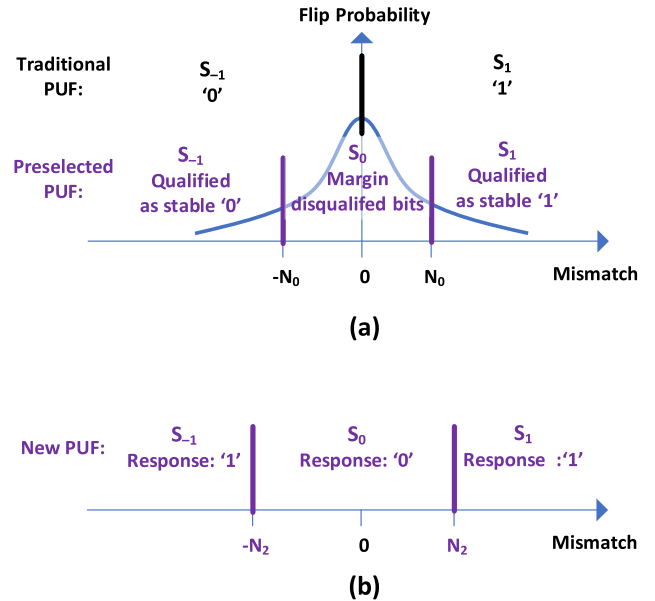 Flip Probability
Traditional
PUF:
S–1
‘0’
S1
‘1’
Preselected
PUF:
S–1
Qualified
as stable ‘0’
S0
Margin
disqualifed bits
S1
Qualified
as stable ‘1’
-N0
0
N0
Mismatch
(a)
New PUF:
S–1
Response: ‘1’
S0
Response: ‘0’
S1
Response :‘1’
-N2
0
N2
Mismatch
(b)